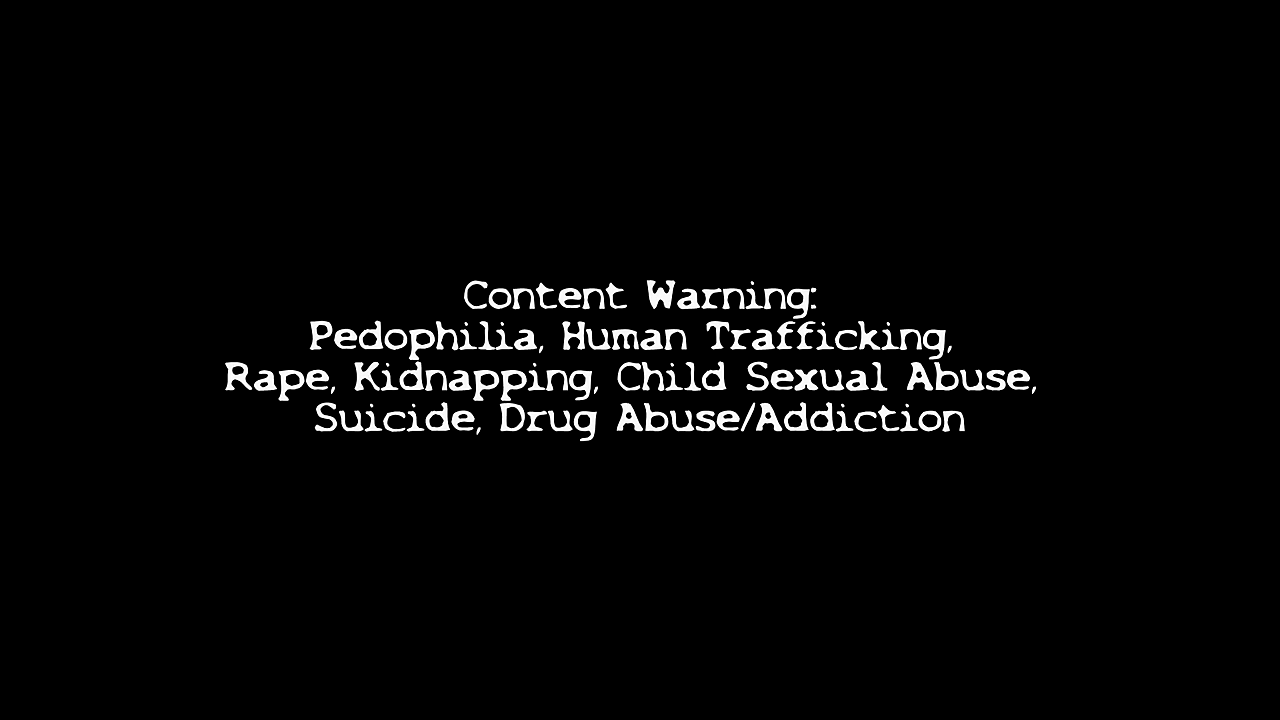 Content Warning:
Pedophilia, Human Trafficking,
Rape, Kidnapping, Child Sexual Abuse,
Suicide, Drug Abuse/Addiction